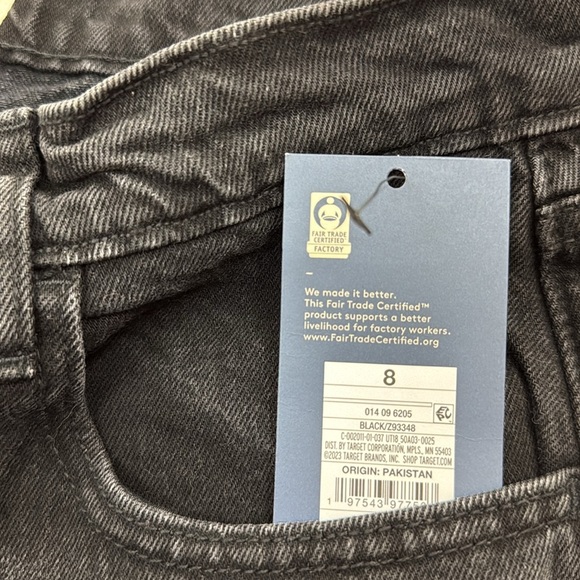 FAIR TRADE
CERTIFIED
FACTORY
We made it better.
This Fair Trade Certified™
product supports a better
livelihood for factory workers.
www.FairTradeCertified.org
8
014 09 6205
BLACK/Z93348
C-002011-01-037 UT18 50A03-0025
DIST. BY TARGET CORPORATION, MPLS., MN 55403
©2023 TARGET BRANDS, INC. SHOP TARGET.COM
ORIGIN: PAKISTAN